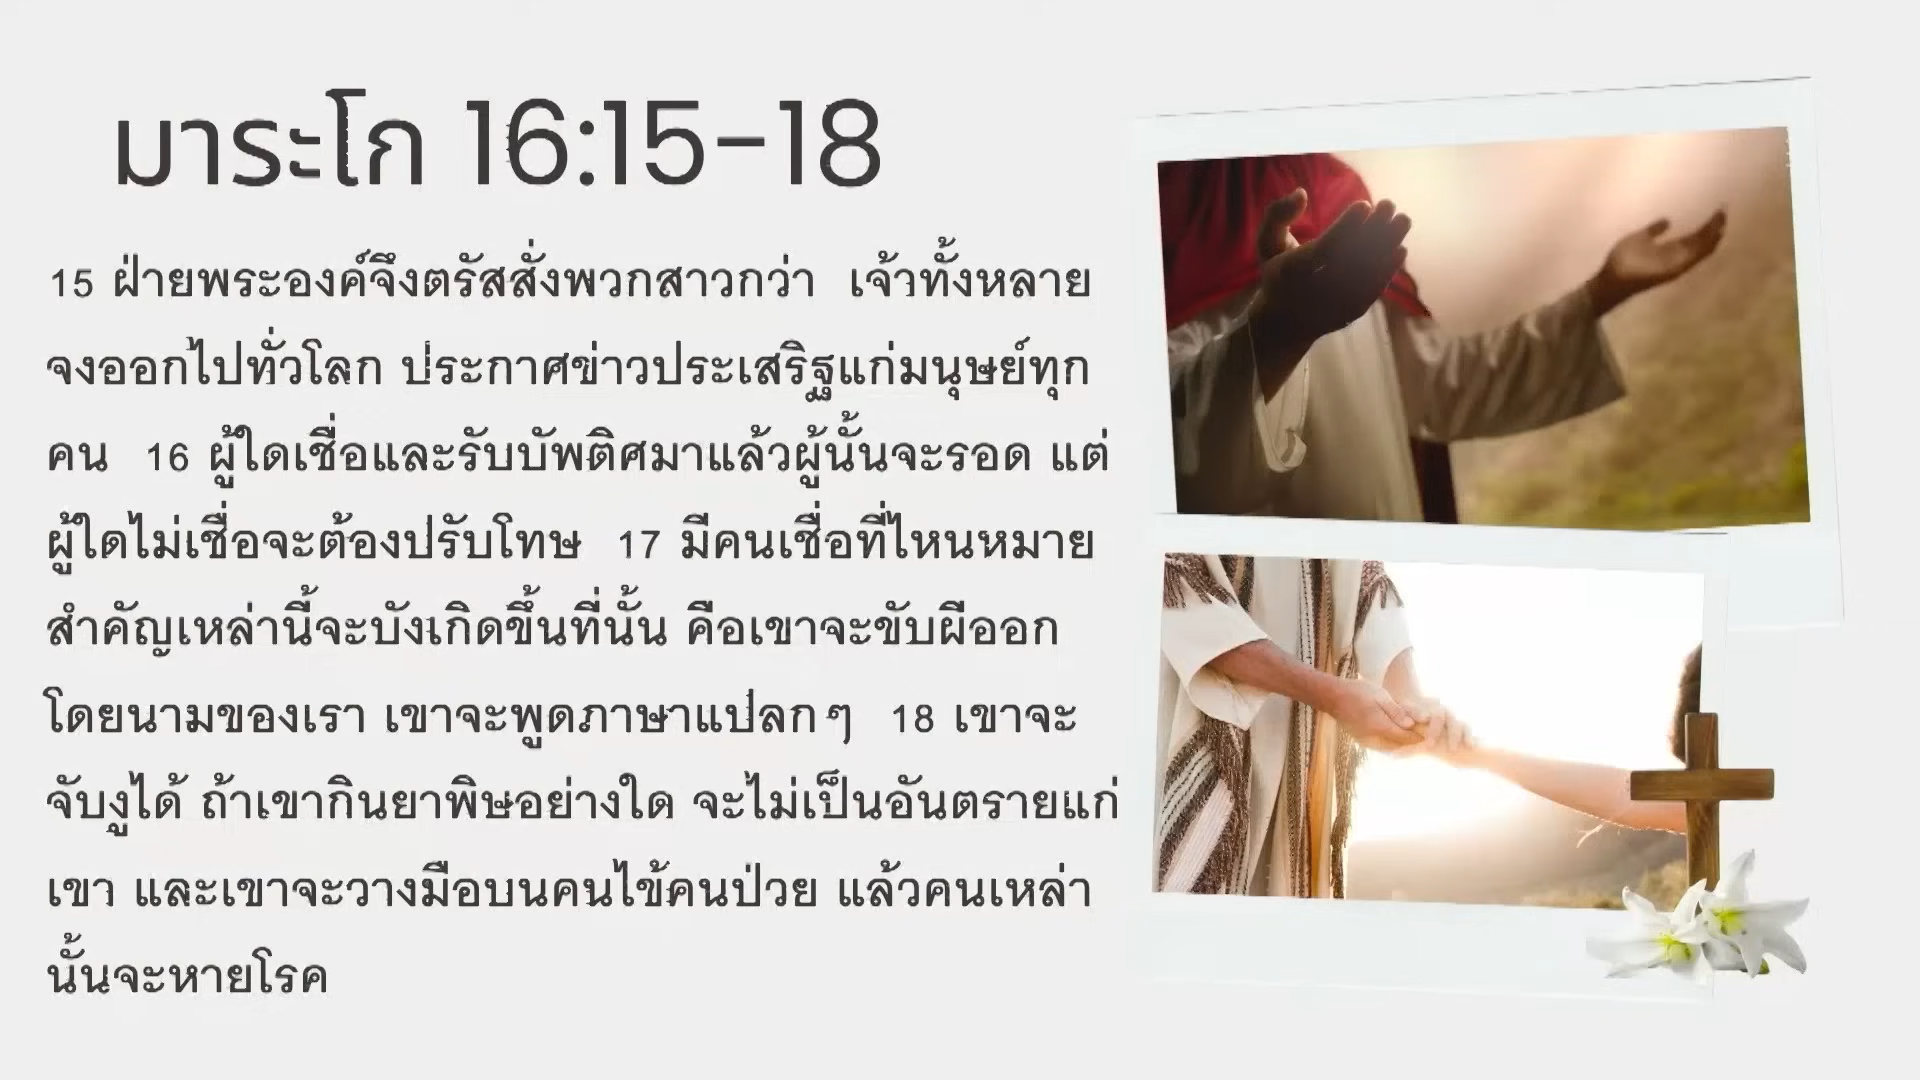 มาระโก 16:15-18
15 ฝ่ายพระองค์จึงตรัสสั่งพวกสาวกว่า เจ้าทั้งหลาย
จงออกไปทั่วโลก ประกาศข่าวประเสริฐแก่มนุษย์ทุก
คน 16 ผู้ใดเชื่อและรับบัพติศมาแล้วผู้นั้นจะรอด แต่
ผู้ใดไม่เชื่อจะต้องปรับโทษ 17 มีคนเชื่อที่ไหนหมาย
สำคัญเหล่านี้จะบังเกิดขึ้นที่นั้น คือเขาจะขับผีออก
โดยนามของเรา เขาจะพูดภาษาแปลกๆ 18 เขาจะ
จับงูได้ ถ้าเขากินยาพิษอย่างใด จะไม่เป็นอันตรายแก่
เขา และเขาจะวางมือบนคนไข้คนป่วย แล้วคนเหล่า
นั้นจะหายโรค